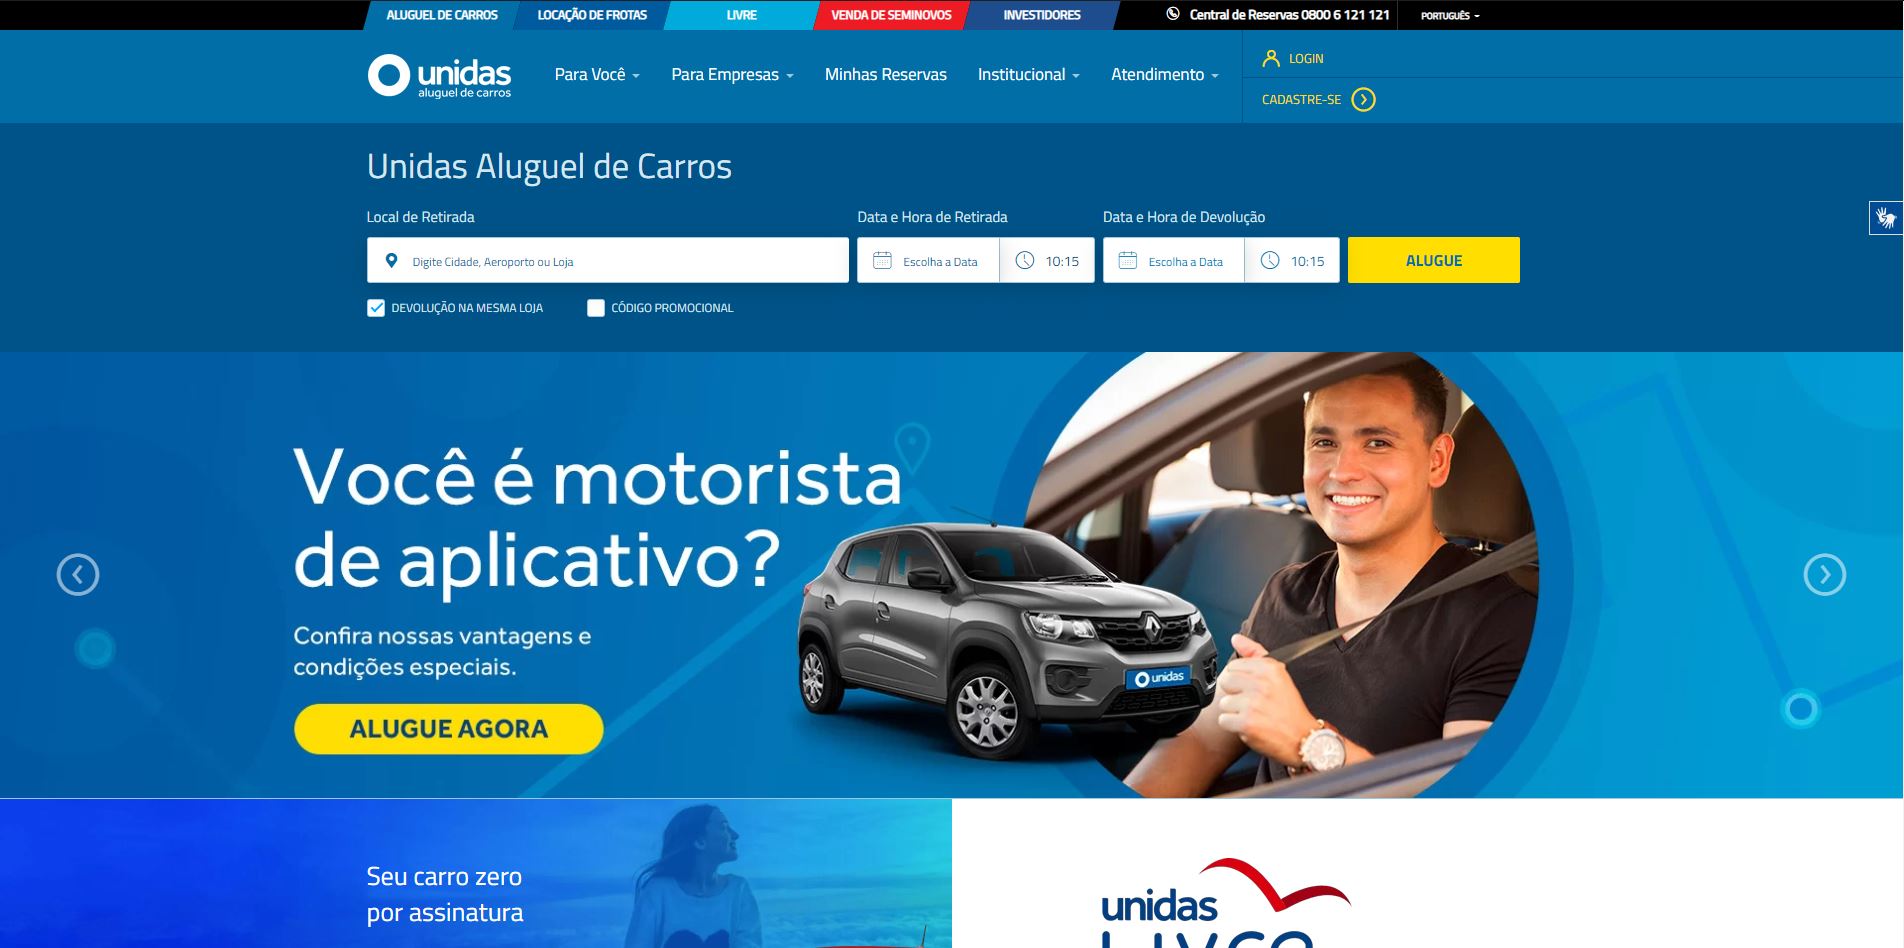 ALUGUEL DE CARROS
LOCAÇÃO DE FROTAS
LIVRE
VENDA DE SEMINOVOS
INVESTIDORES
Central de Reservas 0800 6 121 121
PORTUGUÊS
unidas
aluguel de carros
Para Você
Para Empresas
Minhas Reservas
Institucional
Atendimento
LOGIN
CADASTRE-SE
Unidas Aluguel de Carros
Local de Retirada
Data e Hora de Retirada
Data e Hora de Devolução
Digite Cidade, Aeroporto ou Loja
Escolha a Data
10:15
Escolha a Data
10:15
ALUGUE
DEVOLUÇÃO NA MESMA LOJA
CÓDIGO PROMOCIONAL
Você é motorista
de aplicativo?
Confira nossas vantagens e
condições especiais.
ALUGUE AGORA
unidas
Seu carro zero
por assinatura
unidas
Livre